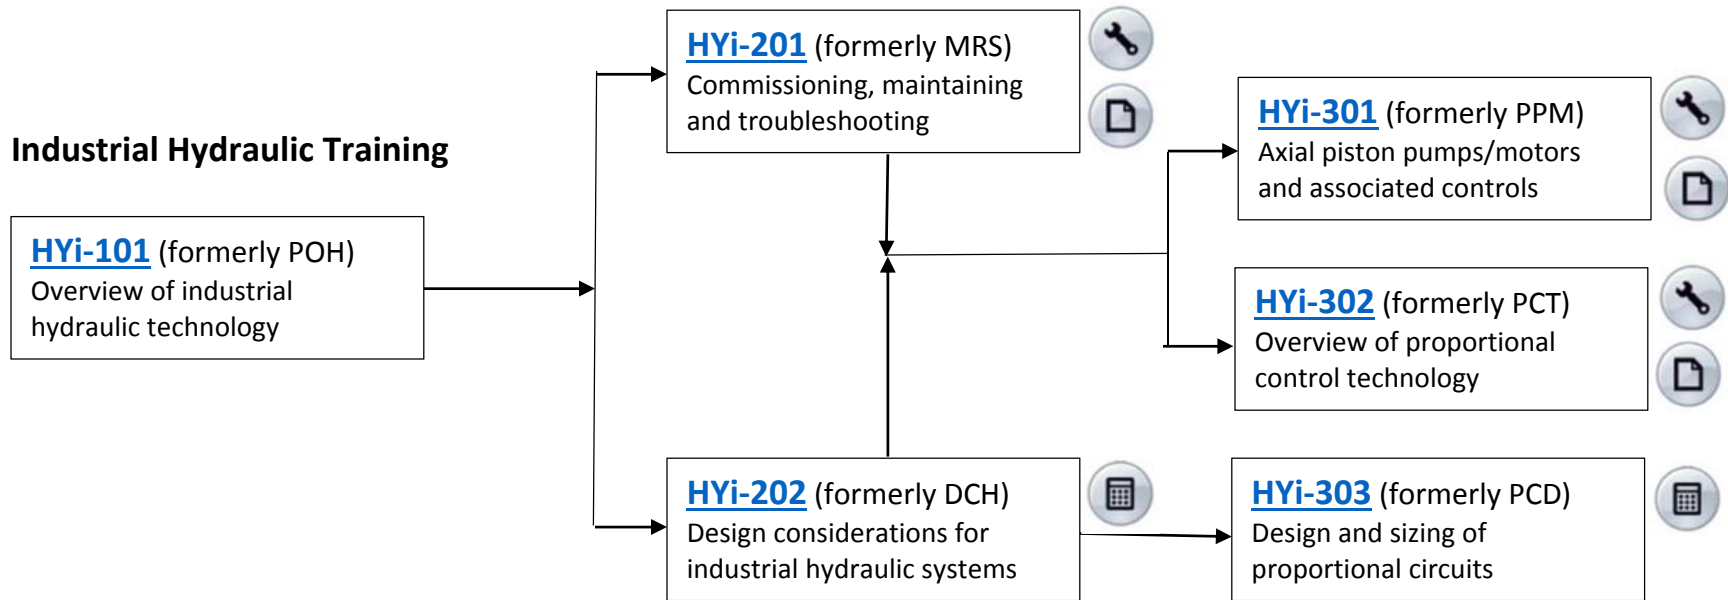 Industrial Hydraulic Training
HYi-101 (formerly POH)
Overview of industrial
hydraulic technology
HYi-201 (formerly MRS)
Commissioning, maintaining
and troubleshooting
HYi-202 (formerly DCH)
Design considerations for
industrial hydraulic systems
HYi-301 (formerly PPM)
Axial piston pumps/motors
and associated controls
HYi-302 (formerly PCT)
Overview of proportional
control technology
HYi-303 (formerly PCD)
Design and sizing of
proportional circuits